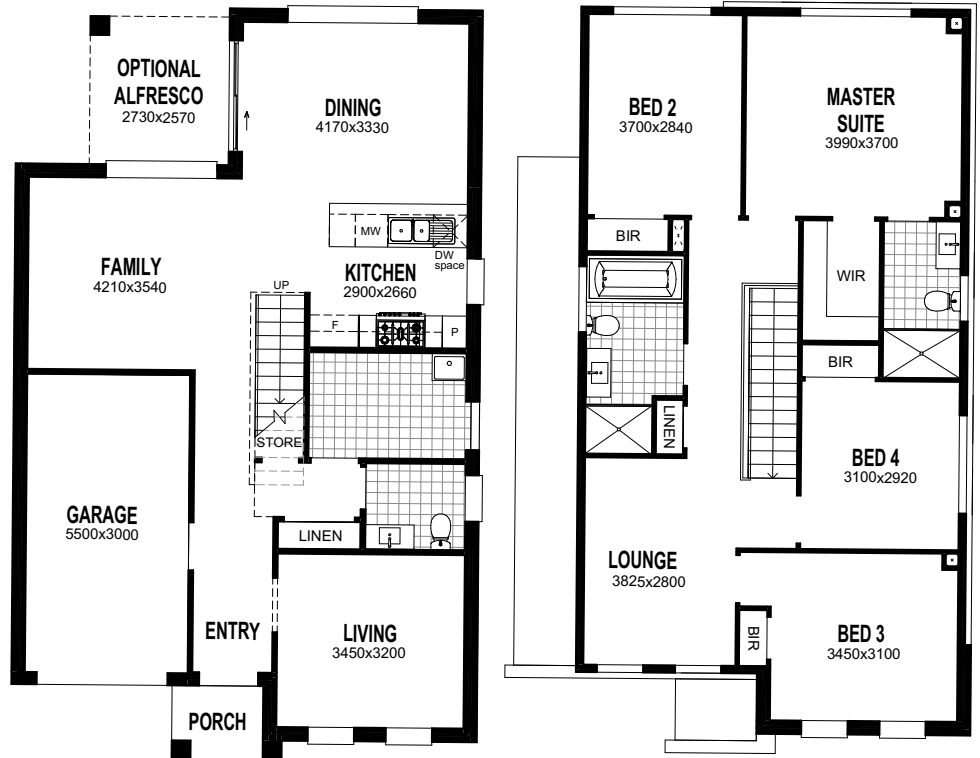 OPTIONAL
ALFRESCO
2730x2570
DINING
4170x3330
MW
DW
space
FAMILY
4210x3540
KITCHEN
2900x2660
UP
F
P
STORE
GARAGE
5500x3000
LINEN
ENTRY
LIVING
3450x3200
PORCH
BED 2
3700x2840
MASTER
SUITE
3990x3700
BIR
WIR
BIR
LINEN
BED 4
3100x2920
LOUNGE
3825x2800
BIR
BED 3
3450x3100